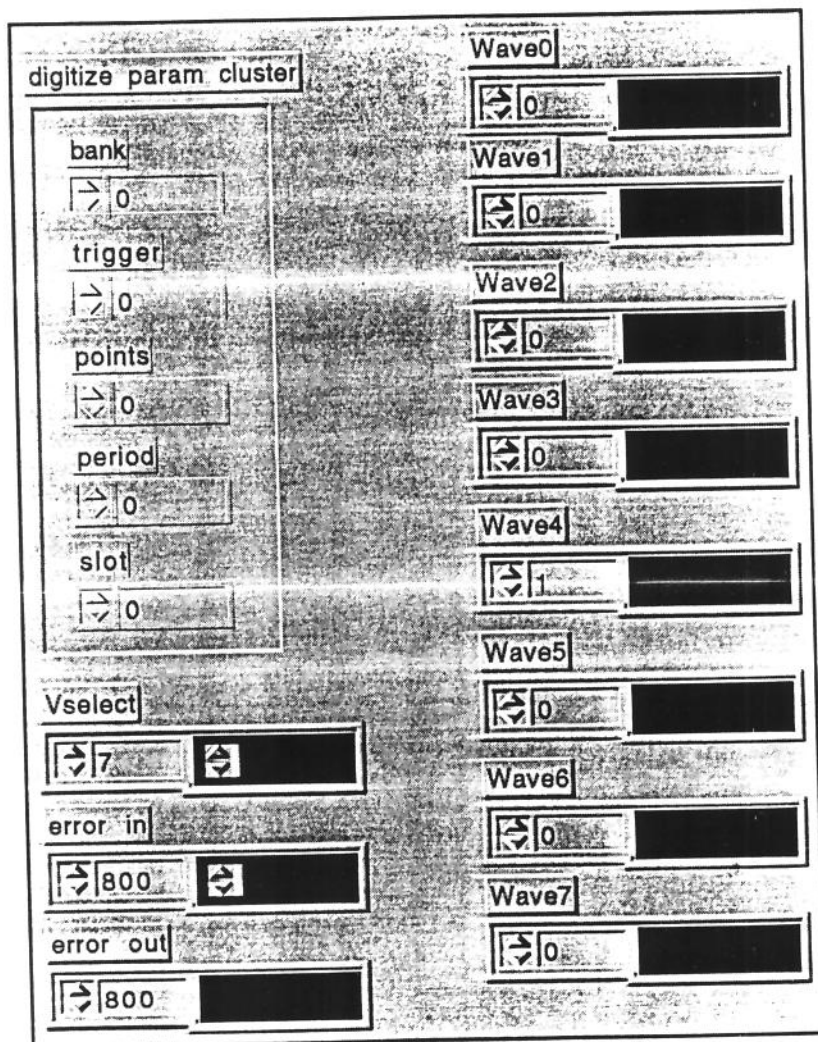 digitize param cluster
bank
0
trigger
0
points
0
period
0
slot
0
Vselect
7
error in
800
error out
800
Wave0
0
Wave1
0
Wave2
0
Wave3
0
Wave4
1
Wave5
0
Wave6
0
Wave7
0